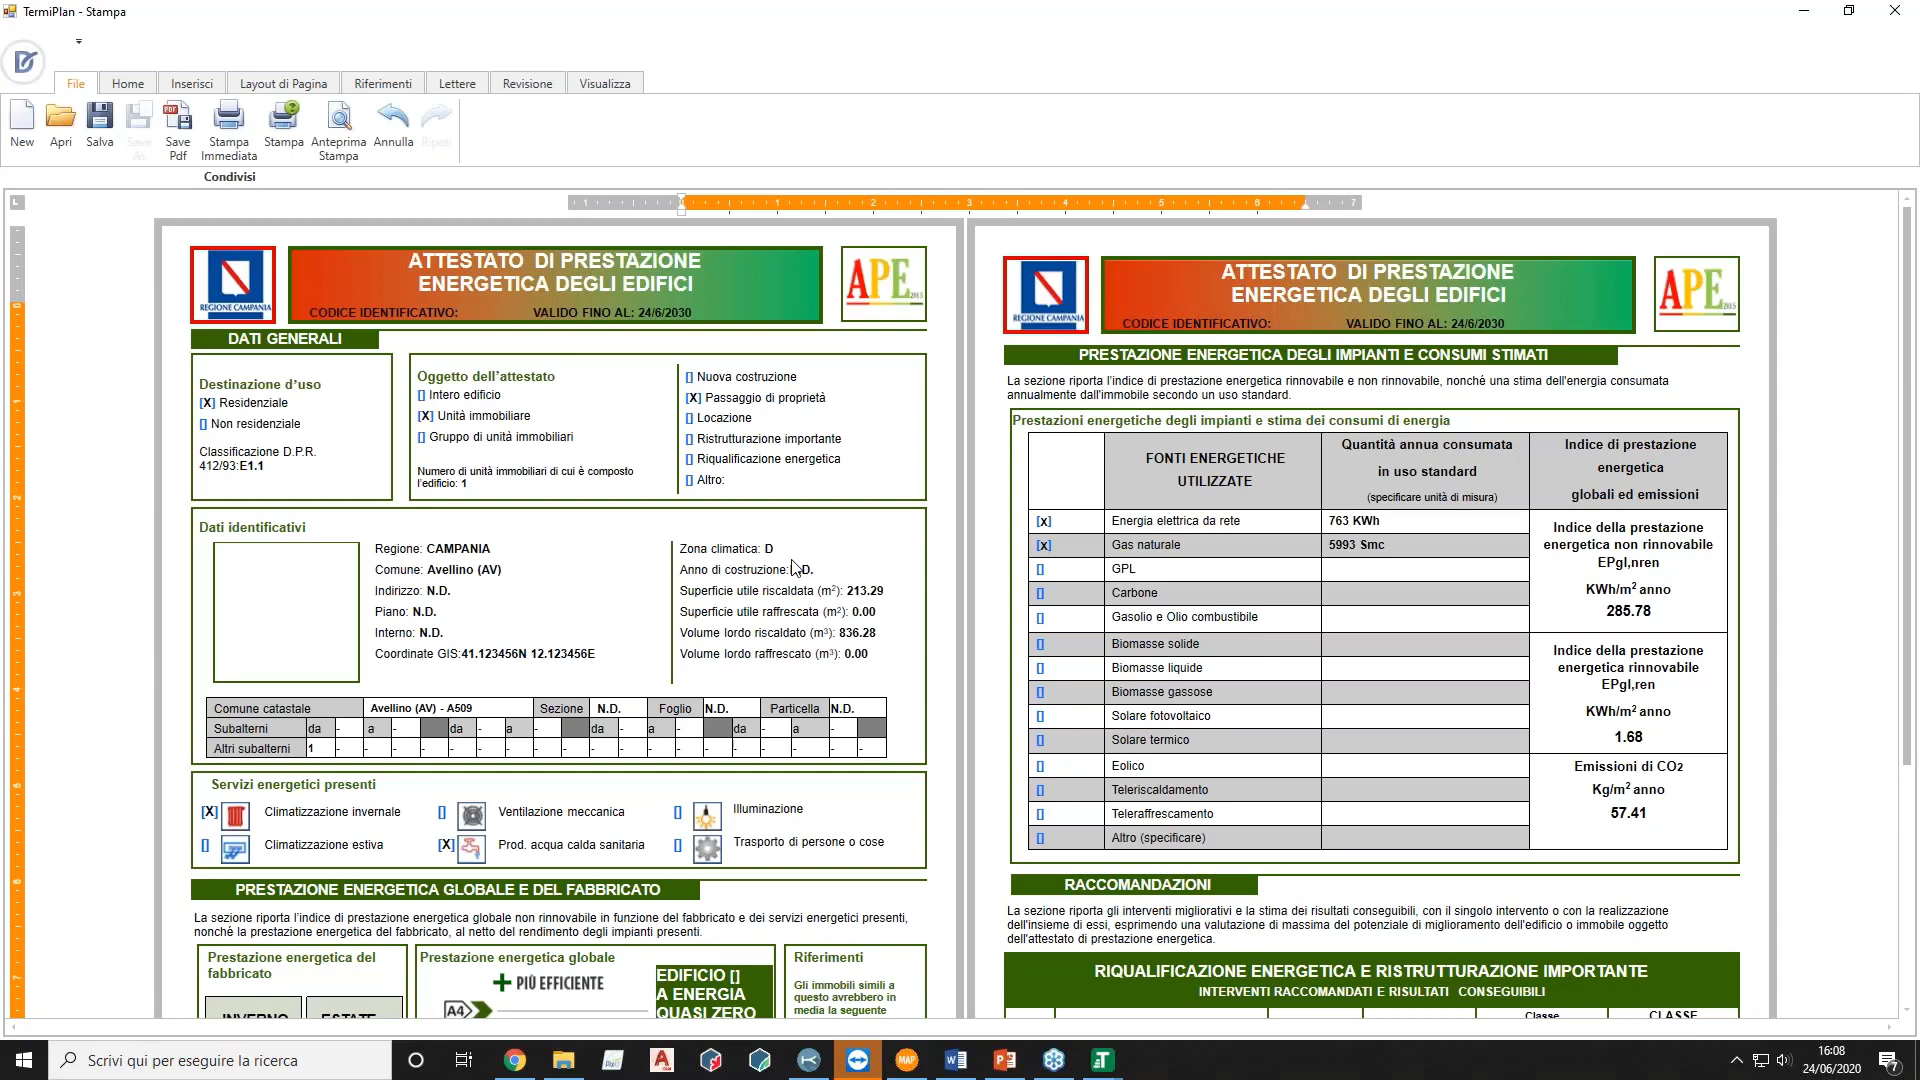 TermiPlan - Stampa
File Home Inserisci Layout di Pagina Riferimenti Lettere Revisione Visualizza
New Apri Salva Save As Save Pdf Stampa Immediata Stampa Anteprima Stampa Annulla Ripeti
Condivisi
1 1 2 3 4 5 6 7
REGIONE CAMPANIA
ATTESTATO DI PRESTAZIONE
ENERGETICA DEGLI EDIFICI
CODICE IDENTIFICATIVO: VALIDO FINO AL: 24/6/2030
APE 2015
DATI GENERALI
Destinazione d'uso
[X] Residenziale
[] Non residenziale
Classificazione D.P.R.
412/93:E1.1
Oggetto dell'attestato
[] Intero edificio
[X] Unità immobiliare
[] Gruppo di unità immobiliari
Numero di unità immobiliari di cui è composto
l'edificio: 1
[] Nuova costruzione
[X] Passaggio di proprietà
[] Locazione
[] Ristrutturazione importante
[] Riqualificazione energetica
[] Altro:
Dati identificativi
Regione: CAMPANIA
Comune: Avellino (AV)
Indirizzo: N.D.
Piano: N.D.
Interno: N.D.
Coordinate GIS:41.123456N 12.123456E
Zona climatica: D
Anno di costruzione: D.
Superficie utile riscaldata (m²): 213.29
Superficie utile raffrescata (m²): 0.00
Volume lordo riscaldato (m³): 836.28
Volume lordo raffrescato (m³): 0.00
Comune catastale Avellino (AV) - A509 Sezione N.D. Foglio N.D. Particella N.D.
Subalterni da - a - da - a - da - a - da - a -
Altri subalterni 1 - - - - - - - - - - - - - - - - - - -
Servizi energetici presenti
[X] Climatizzazione invernale [] Ventilazione meccanica [] Illuminazione
[] Climatizzazione estiva [X] Prod. acqua calda sanitaria [] Trasporto di persone o cose
PRESTAZIONE ENERGETICA GLOBALE E DEL FABBRICATO
La sezione riporta l'indice di prestazione energetica globale non rinnovabile in funzione del fabbricato e dei servizi energetici presenti,
nonché la prestazione energetica del fabbricato, al netto del rendimento degli impianti presenti.
Prestazione energetica del
fabbricato
INVERNO ESTATE
Prestazione energetica globale
PIÙ EFFICIENTE
A4
EDIFICIO []
A ENERGIA
QUASI ZERO
Riferimenti
Gli immobili simili a
questo avrebbero in
media la seguente
REGIONE CAMPANIA
ATTESTATO DI PRESTAZIONE
ENERGETICA DEGLI EDIFICI
CODICE IDENTIFICATIVO: VALIDO FINO AL: 24/6/2030
APE 2015
PRESTAZIONE ENERGETICA DEGLI IMPIANTI E CONSUMI STIMATI
La sezione riporta l'indice di prestazione energetica rinnovabile e non rinnovabile, nonché una stima dell'energia consumata
annualmente dall'immobile secondo un uso standard.
Prestazioni energetiche degli impianti e stima dei consumi di energia
FONTI ENERGETICHE
UTILIZZATE
Quantità annua consumata
in uso standard
(specificare unità di misura)
Indice di prestazione
energetica
globali ed emissioni
[X] Energia elettrica da rete 763 KWh
[X] Gas naturale 5993 Smc
[] GPL
[] Carbone
[] Gasolio e Olio combustibile
[] Biomasse solide
[] Biomasse liquide
[] Biomasse gassose
[] Solare fotovoltaico
[] Solare termico
[] Eolico
[] Teleriscaldamento
[] Teleraffrescamento
[] Altro (specificare)
Indice della prestazione
energetica non rinnovabile
EPgl,nren
KWh/m² anno
285.78
Indice della prestazione
energetica rinnovabile
EPgl,ren
KWh/m² anno
1.68
Emissioni di CO2
Kg/m² anno
57.41
RACCOMANDAZIONI
La sezione riporta gli interventi migliorativi e la stima dei risultati conseguibili, con il singolo intervento o con la realizzazione
dell'insieme di essi, esprimendo una valutazione di massima del potenziale di miglioramento dell'edificio o immobile oggetto
dell'attestato di prestazione energetica.
RIQUALIFICAZIONE ENERGETICA E RISTRUTTURAZIONE IMPORTANTE
INTERVENTI RACCOMANDATI E RISULTATI CONSEGUIBILI
Classe CLASSE
Scrivi qui per eseguire la ricerca
16:08
24/06/2020
7